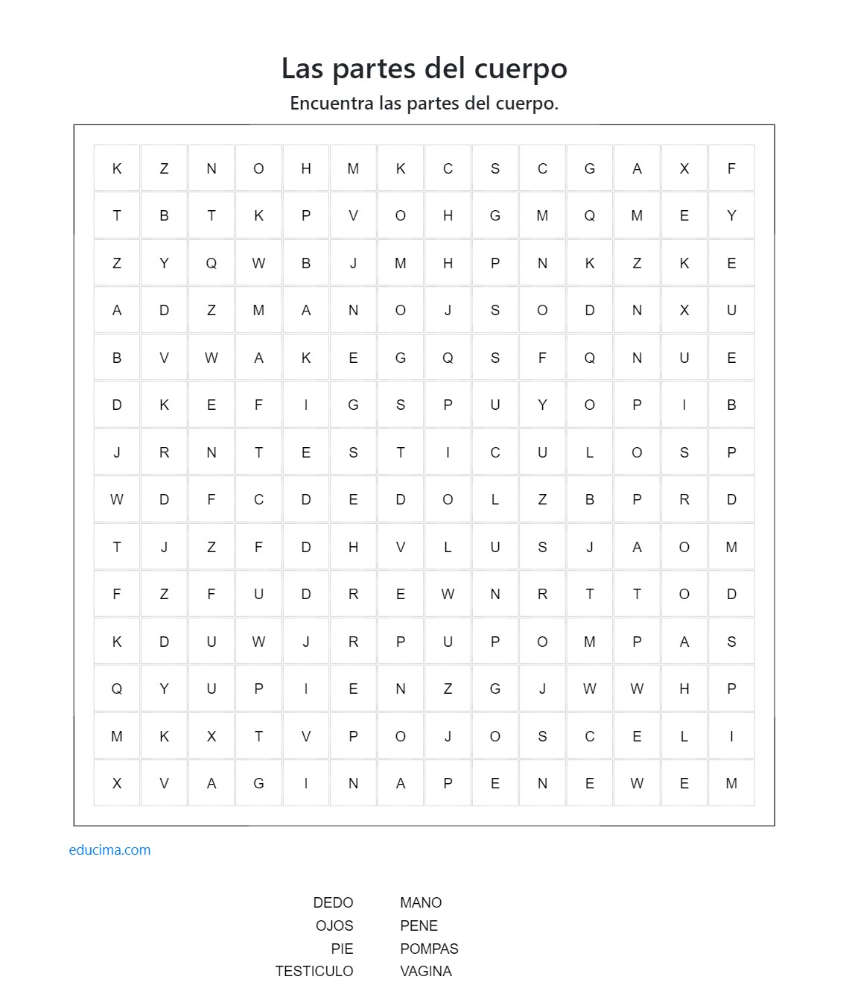 Las partes del cuerpo
Encuentra las partes del cuerpo.
K Z N O H M K C S C G A X F
T B T K P V O H G M Q M E Y
Z Y Q W B J M H P N K Z K E
A D Z M A N O J S O D N X U
B V W A K E G Q S F Q N U E
D K E F I G S P U Y O P I B
J R N T E S T I C U L O S P
W D F C D E D O L Z B P R D
T J Z F D H V L U S J A O M
F Z F U D R E W N R T T O D
K D U W J R P U P O M P A S
Q Y U P I E N Z G J W W H P
M K X T V P O J O S C E L I
X V A G I N A P E N E W E M
educima.com
DEDO MANO
OJOS PENE
PIE POMPAS
TESTICULO VAGINA